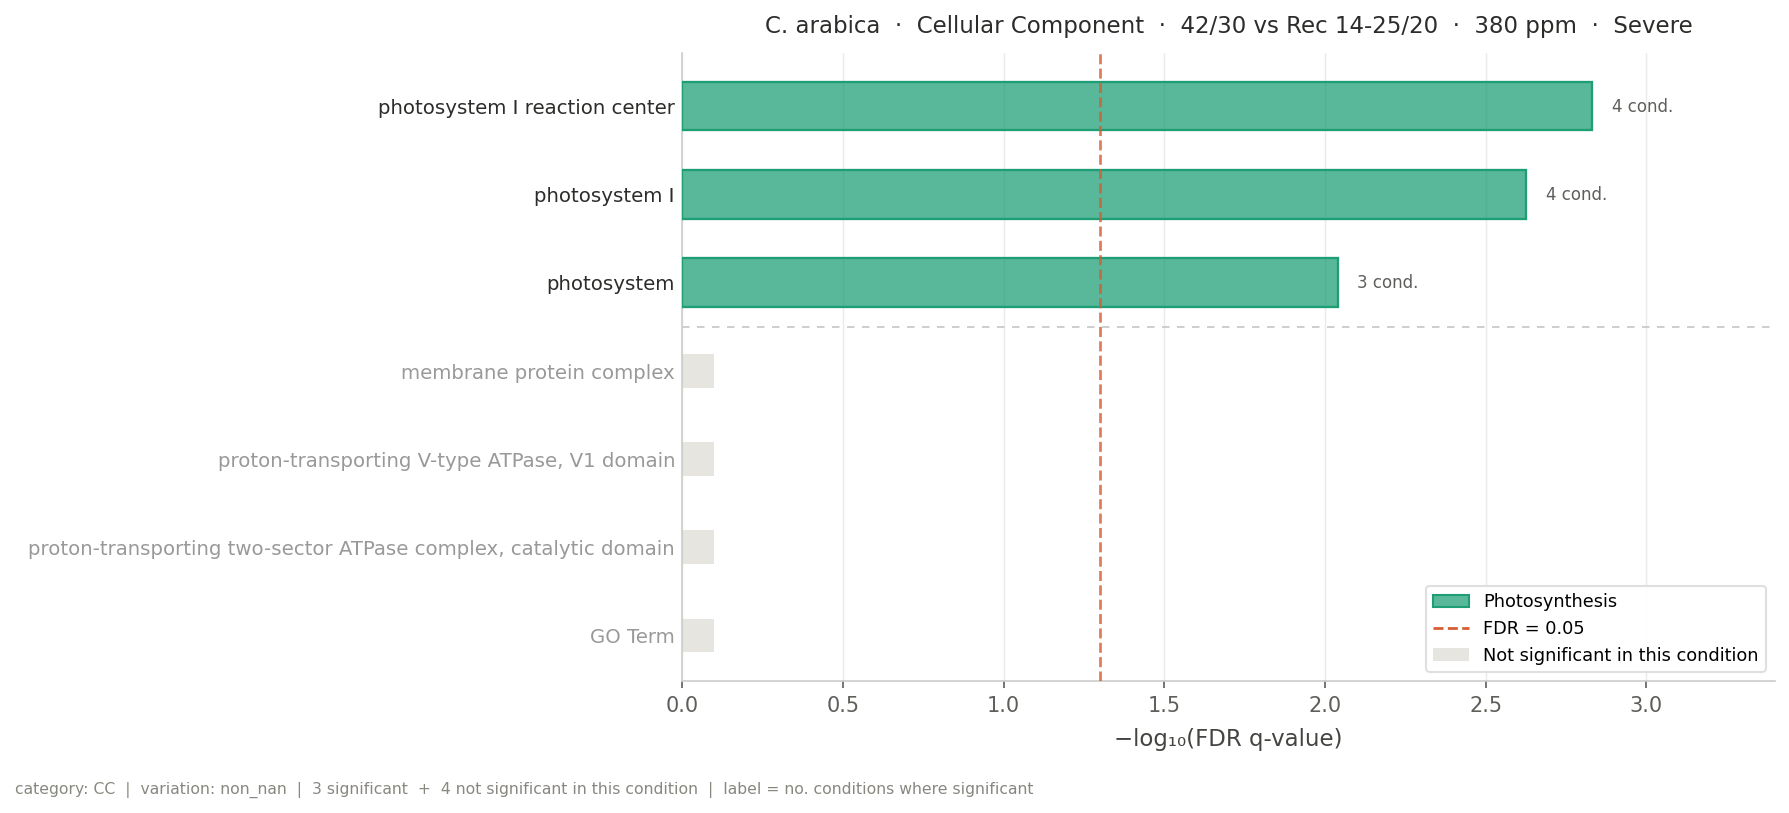 C. arabica · Cellular Component · 42/30 vs Rec 14-25/20 · 380 ppm · Severe
photosystem I reaction center
4 cond.
photosystem I
4 cond.
photosystem
3 cond.
membrane protein complex
proton-transporting V-type ATPase, V1 domain
proton-transporting two-sector ATPase complex, catalytic domain
GO Term
Photosynthesis
FDR = 0.05
Not significant in this condition
0.0 0.5 1.0 1.5 2.0 2.5 3.0
−log₁₀(FDR q-value)
category: CC | variation: non_nan | 3 significant + 4 not significant in this condition | label = no. conditions where significant